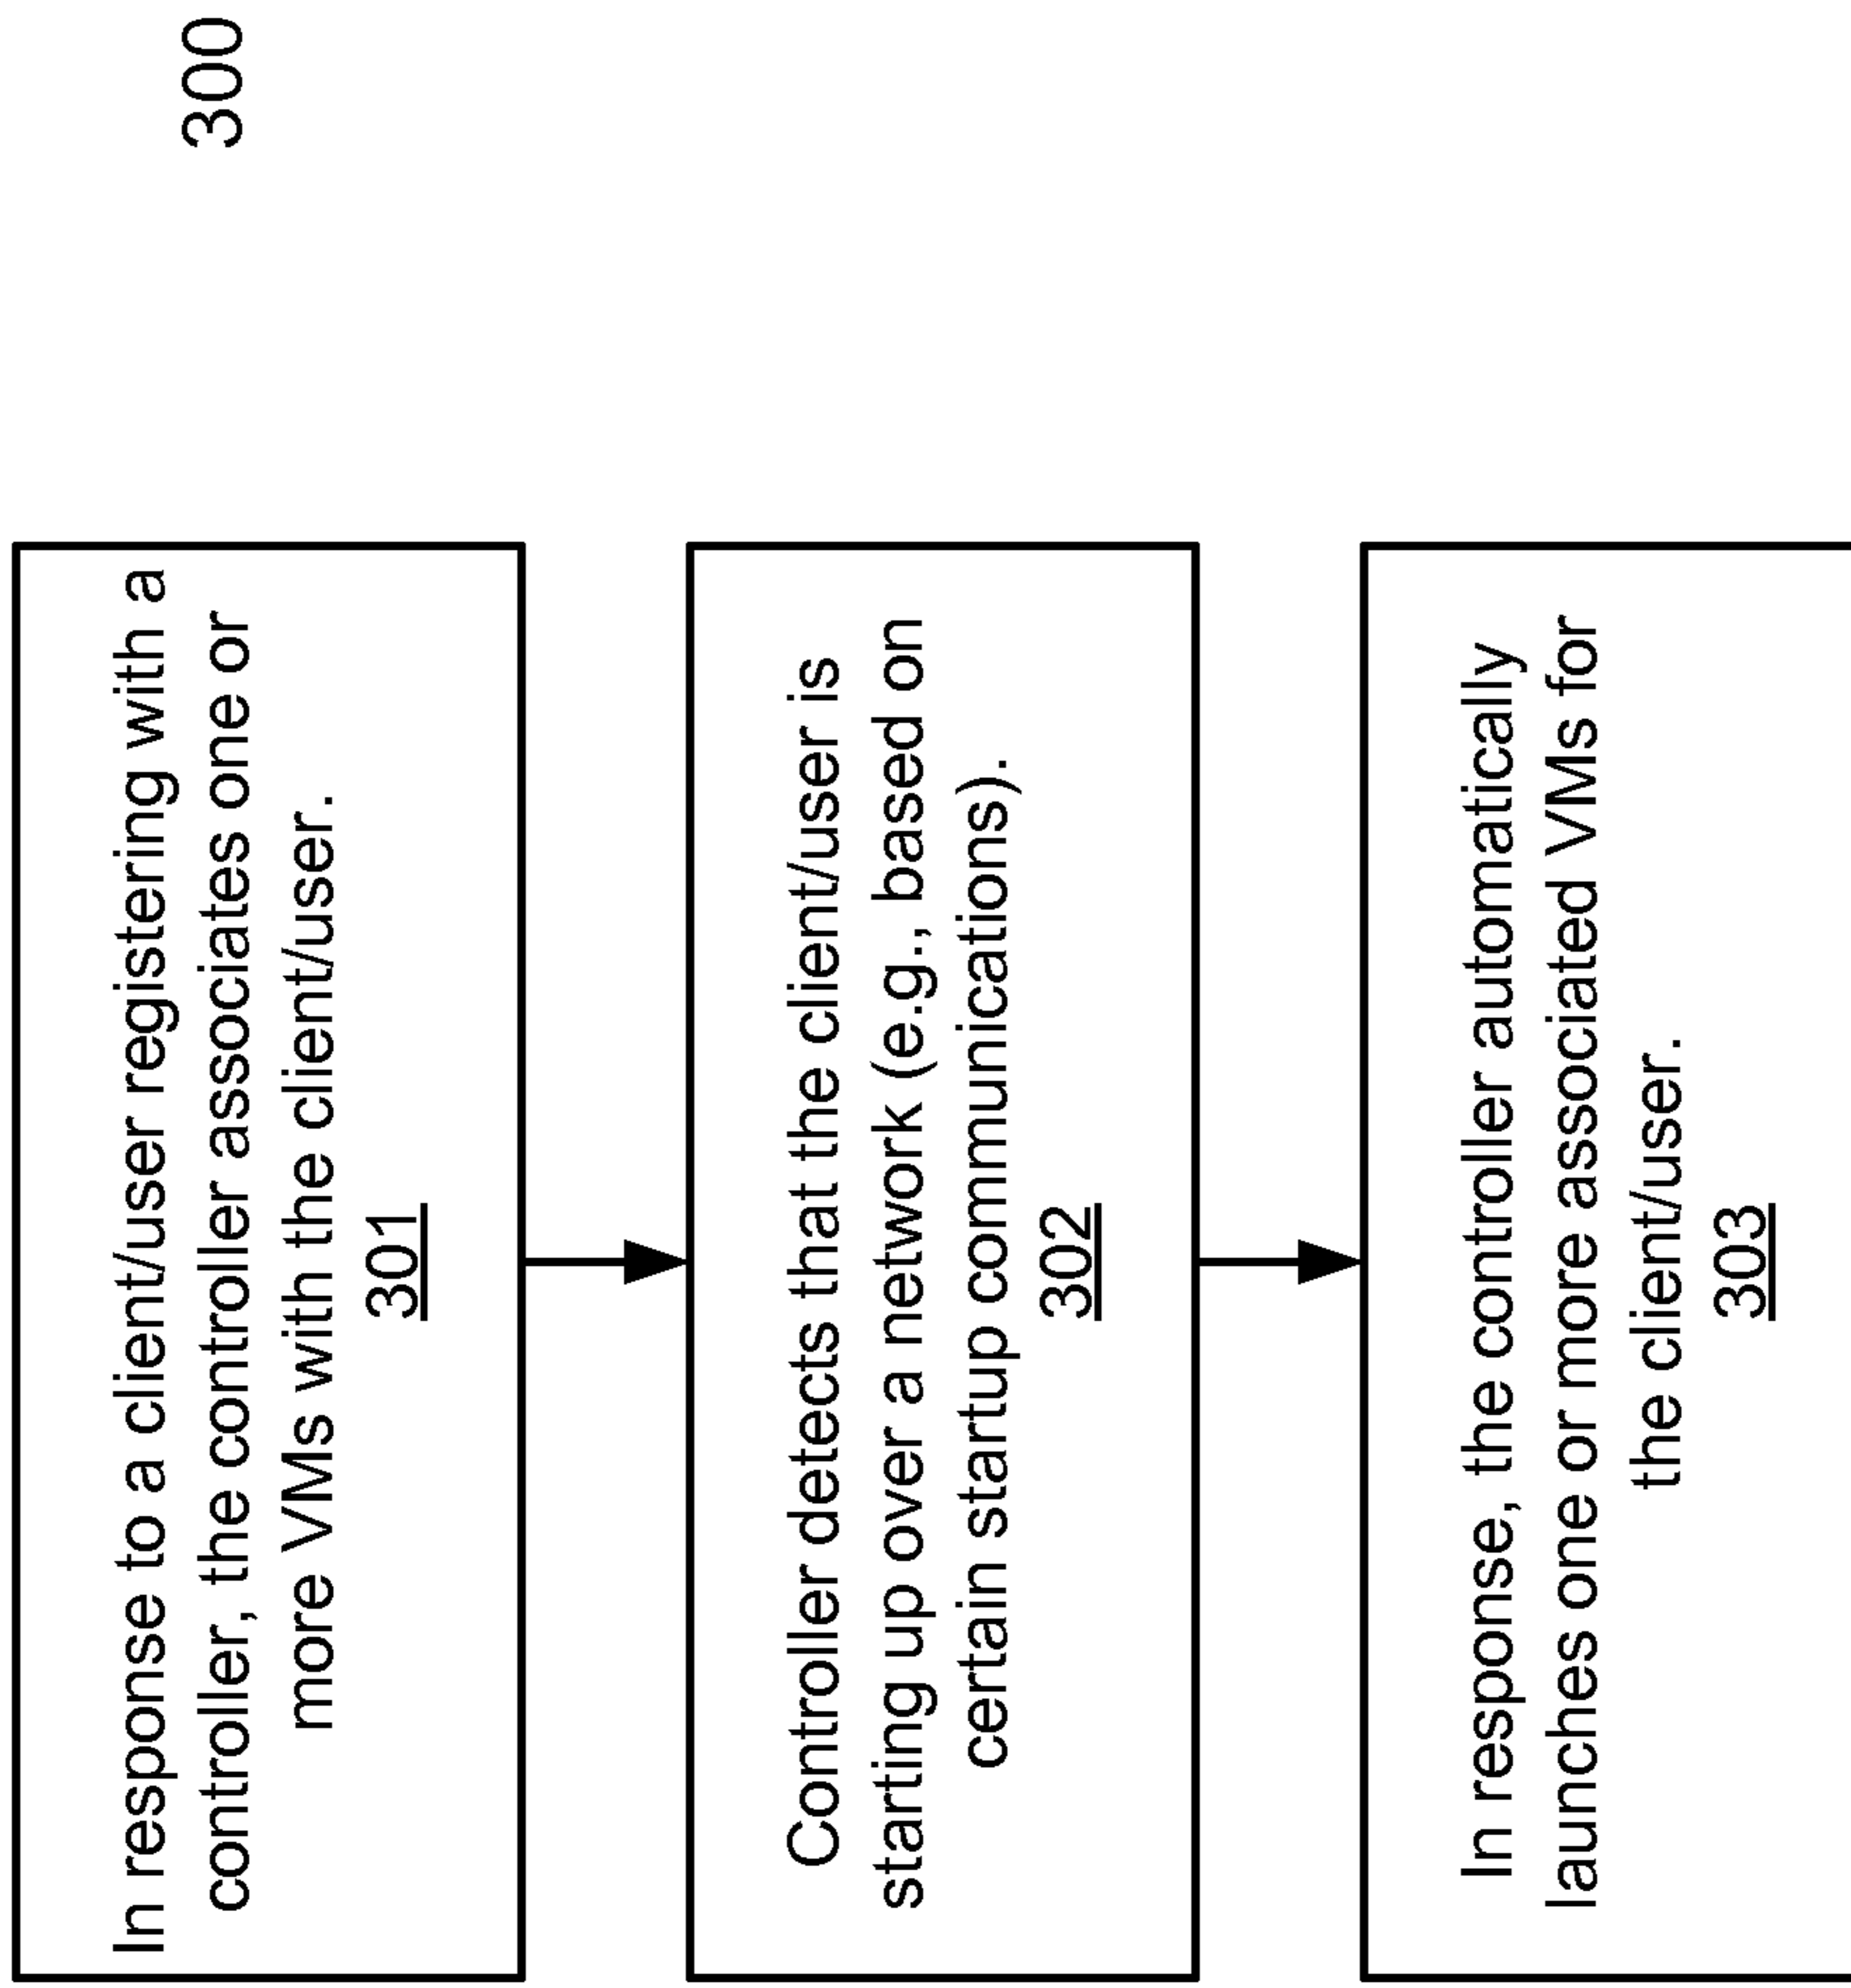 300
In response to a client/user registering with a
controller, the controller associates one or
more VMs with the client/user.
301
Controller detects that the client/user is
starting up over a network (e.g., based on
certain startup communications).
302
In response, the controller automatically
launches one or more associated VMs for
the client/user.
303